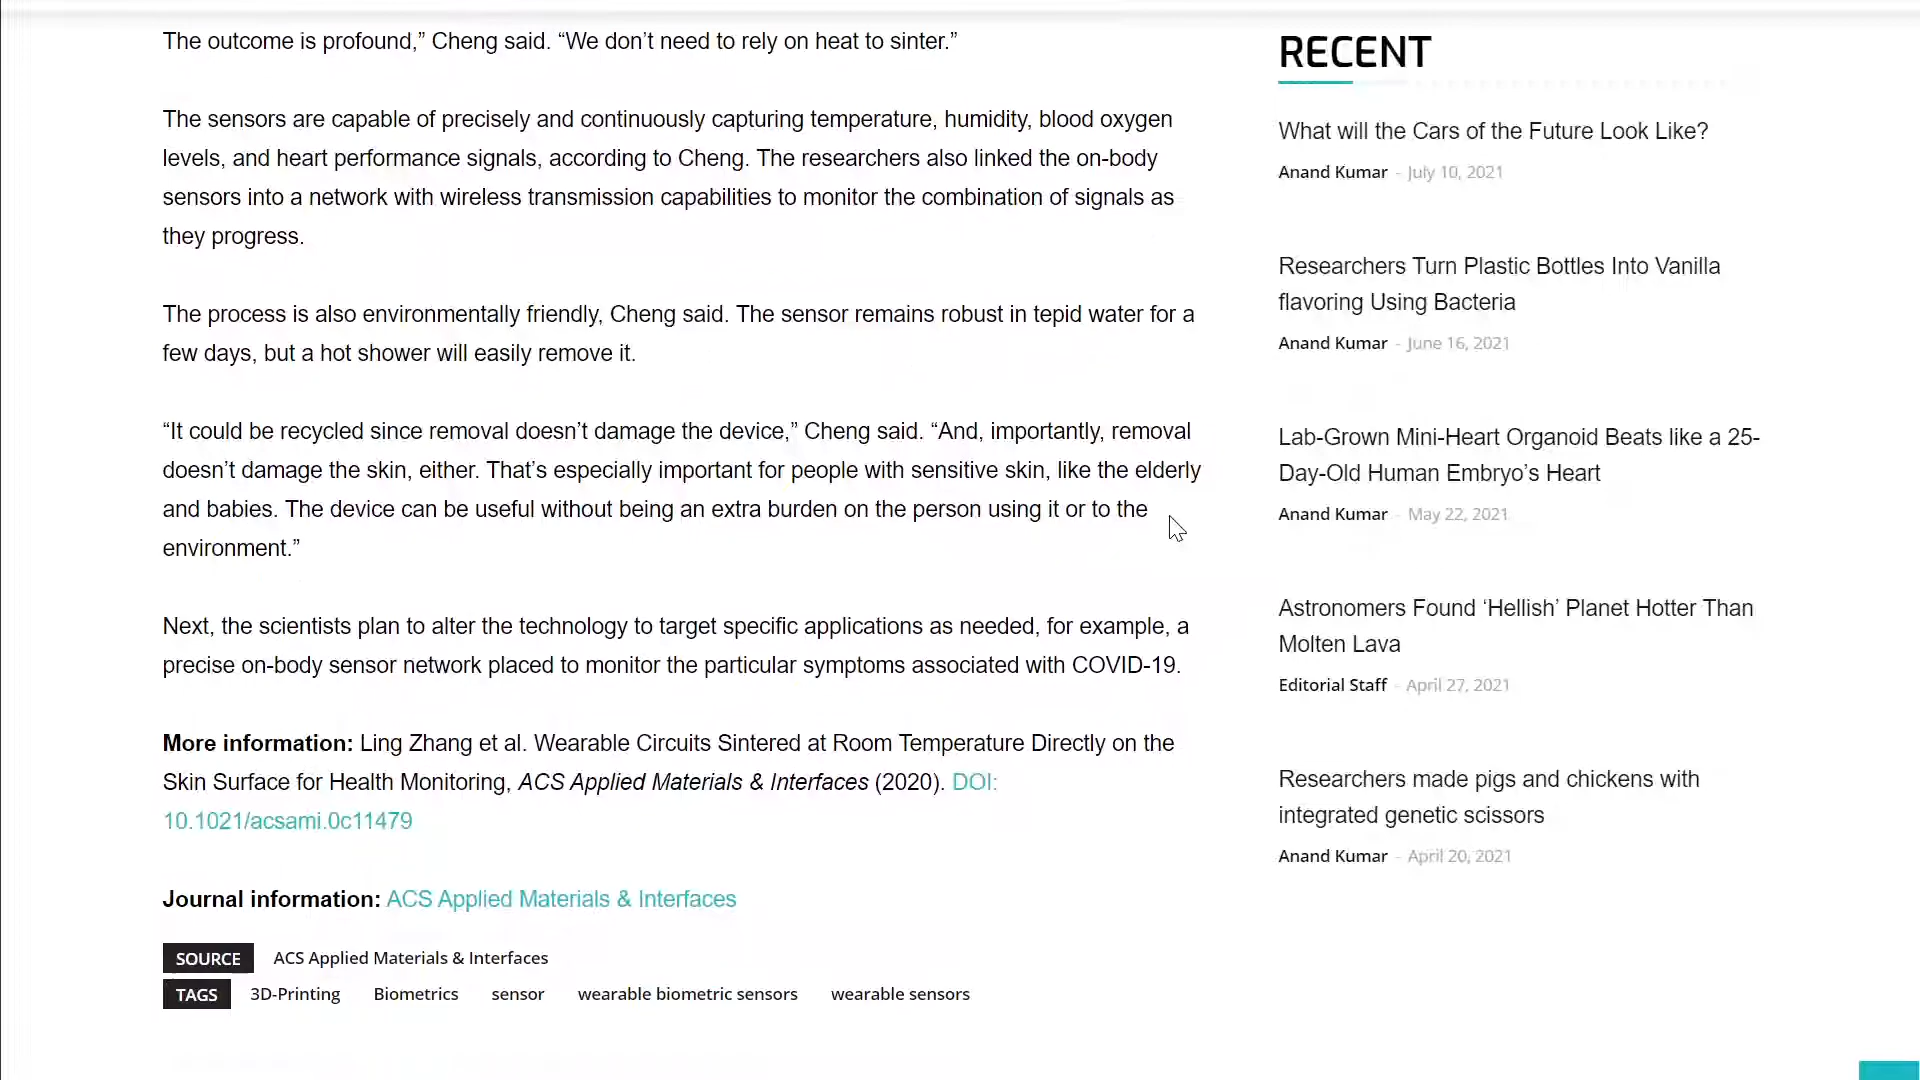 The outcome is profound,” Cheng said. “We don’t need to rely on heat to sinter.”
The sensors are capable of precisely and continuously capturing temperature, humidity, blood oxygen
levels, and heart performance signals, according to Cheng. The researchers also linked the on-body
sensors into a network with wireless transmission capabilities to monitor the combination of signals as
they progress.
The process is also environmentally friendly, Cheng said. The sensor remains robust in tepid water for a
few days, but a hot shower will easily remove it.
“It could be recycled since removal doesn’t damage the device,” Cheng said. “And, importantly, removal
doesn’t damage the skin, either. That’s especially important for people with sensitive skin, like the elderly
and babies. The device can be useful without being an extra burden on the person using it or to the
environment.”
Next, the scientists plan to alter the technology to target specific applications as needed, for example, a
precise on-body sensor network placed to monitor the particular symptoms associated with COVID-19.
More information: Ling Zhang et al. Wearable Circuits Sintered at Room Temperature Directly on the
Skin Surface for Health Monitoring, ACS Applied Materials & Interfaces (2020). DOI:
10.1021/acsami.0c11479
Journal information: ACS Applied Materials & Interfaces
SOURCE ACS Applied Materials & Interfaces
TAGS 3D-Printing Biometrics sensor wearable biometric sensors wearable sensors
RECENT
What will the Cars of the Future Look Like?
Anand Kumar - July 10, 2021
Researchers Turn Plastic Bottles Into Vanilla
flavoring Using Bacteria
Anand Kumar - June 16, 2021
Lab-Grown Mini-Heart Organoid Beats like a 25-
Day-Old Human Embryo’s Heart
Anand Kumar - May 22, 2021
Astronomers Found ‘Hellish’ Planet Hotter Than
Molten Lava
Editorial Staff - April 27, 2021
Researchers made pigs and chickens with
integrated genetic scissors
Anand Kumar - April 20, 2021